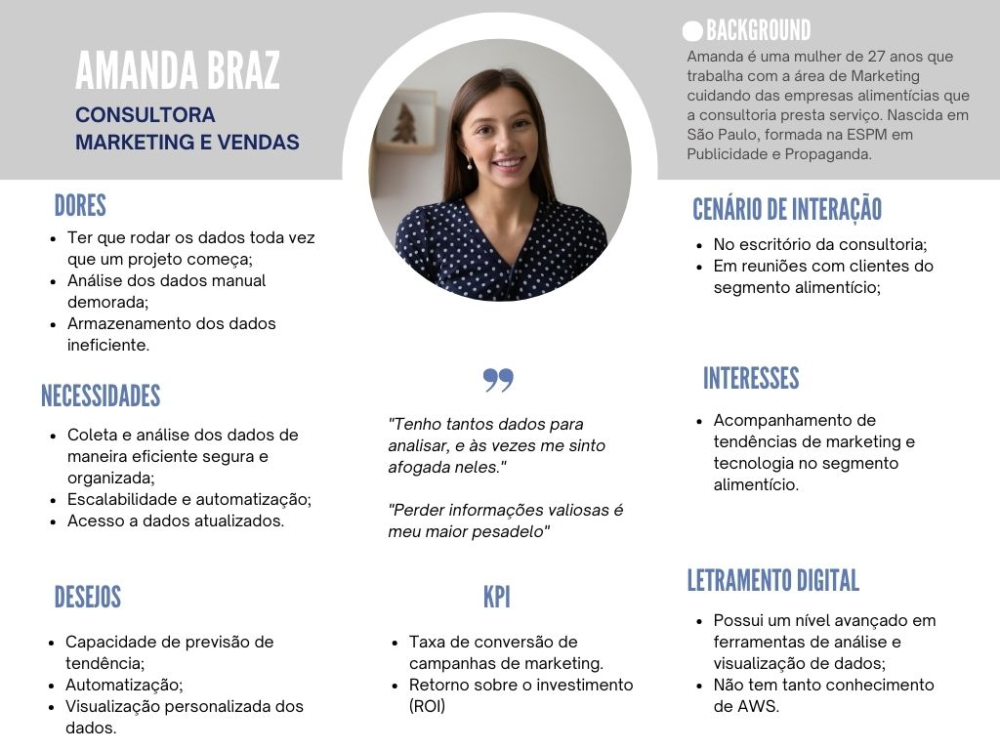 AMANDA BRAZ
CONSULTORA
MARKETING E VENDAS
BACKGROUND
Amanda é uma mulher de 27 anos que
trabalha com a área de Marketing
cuidando das empresas alimentícias que
a consultoria presta serviço. Nascida em
São Paulo, formada na ESPM em
Publicidade e Propaganda.
DORES
• Ter que rodar os dados toda vez
que um projeto começa;
• Análise dos dados manual
demorada;
• Armazenamento dos dados
ineficiente.
CENÁRIO DE INTERAÇÃO
• No escritório da consultoria;
• Em reuniões com clientes do
segmento alimentício;
NECESSIDADES
• Coleta e análise dos dados de
maneira eficiente segura e
organizada;
• Escalabilidade e automatização;
• Acesso a dados atualizados.
"Tenho tantos dados para
analisar, e às vezes me sinto
afogada neles."
"Perder informações valiosas é
meu maior pesadelo"
INTERESSES
• Acompanhamento de
tendências de marketing e
tecnologia no segmento
alimentício.
DESEJOS
• Capacidade de previsão de
tendência;
• Automatização;
• Visualização personalizada dos
dados.
KPI
• Taxa de conversão de
campanhas de marketing.
• Retorno sobre o investimento
(ROI)
LETRAMENTO DIGITAL
• Possui um nível avançado em
ferramentas de análise e
visualização de dados;
• Não tem tanto conhecimento
de AWS.